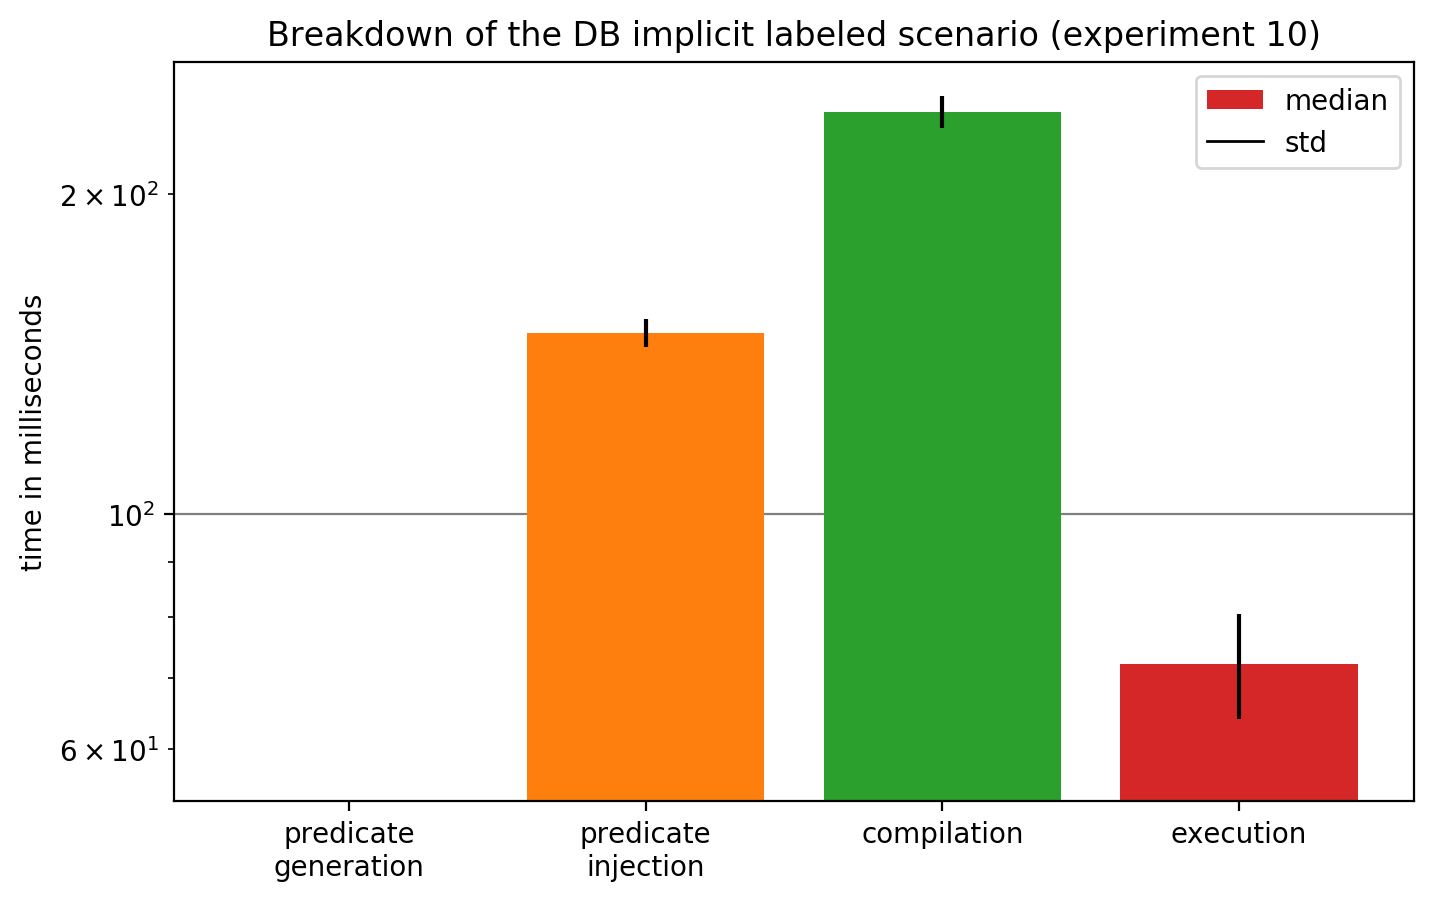 Breakdown of the DB implicit labeled scenario (experiment 10)
median
std
time in milliseconds
2 × 10²
10²
6 × 10¹
predicate
generation
predicate
injection
compilation
execution